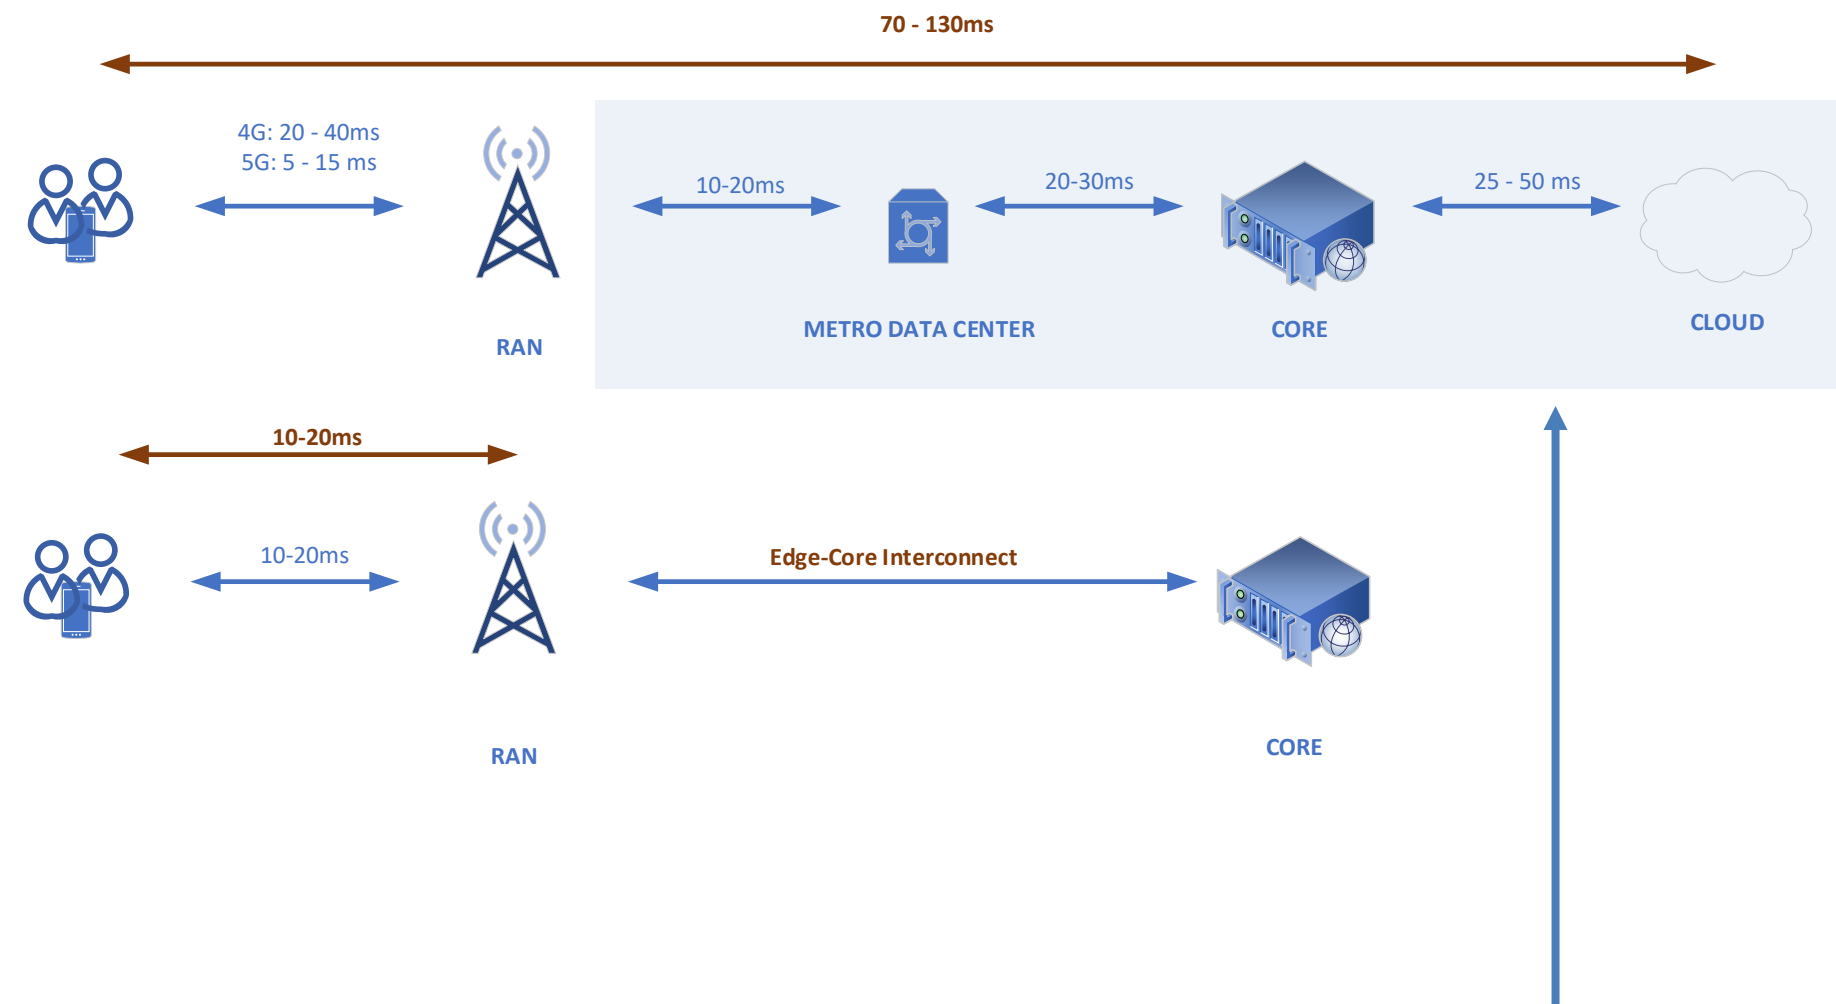 70 - 130ms
4G: 20 - 40ms
5G: 5 - 15 ms
10-20ms
20-30ms
25 - 50 ms
RAN
METRO DATA CENTER
CORE
CLOUD
10-20ms
10-20ms
Edge-Core Interconnect
RAN
CORE